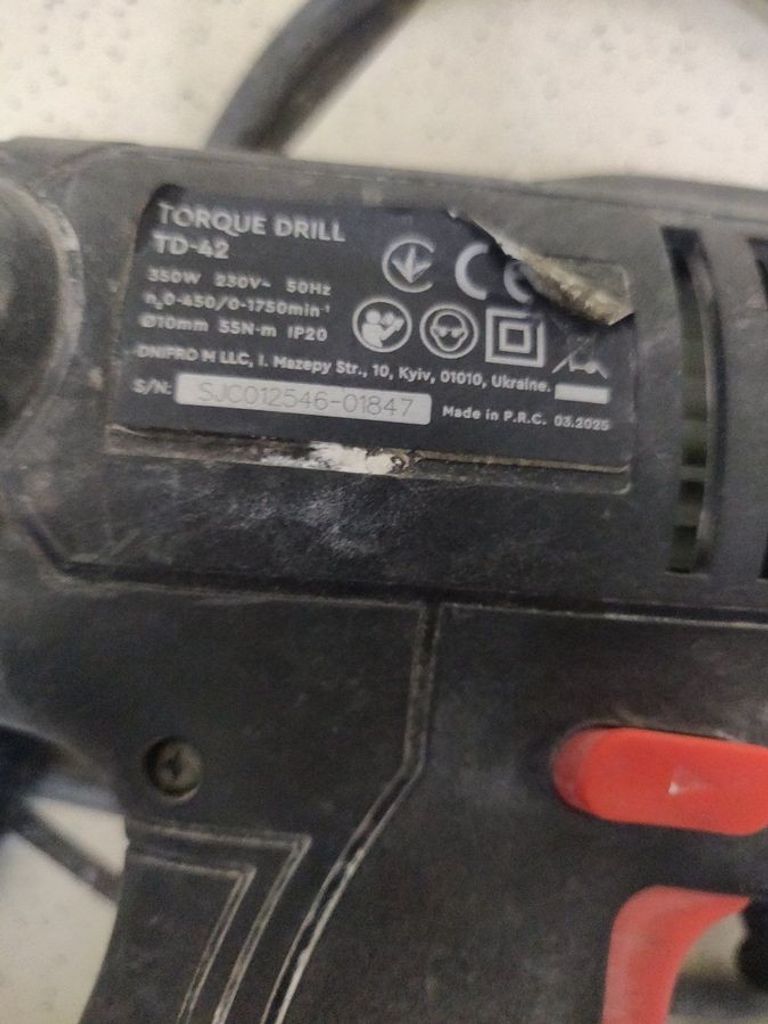 TORQUE DRILL
TD-42
350W 230V~ 50Hz
n₀0-450/0-1750min⁻¹
Ø10mm 35N·m IP20
CE
DNIPRO M LLC, I. Mazepy Str., 10, Kyiv, 01010, Ukraine.
S/N: SJC012546-01847
Made in P.R.C. 03.2025